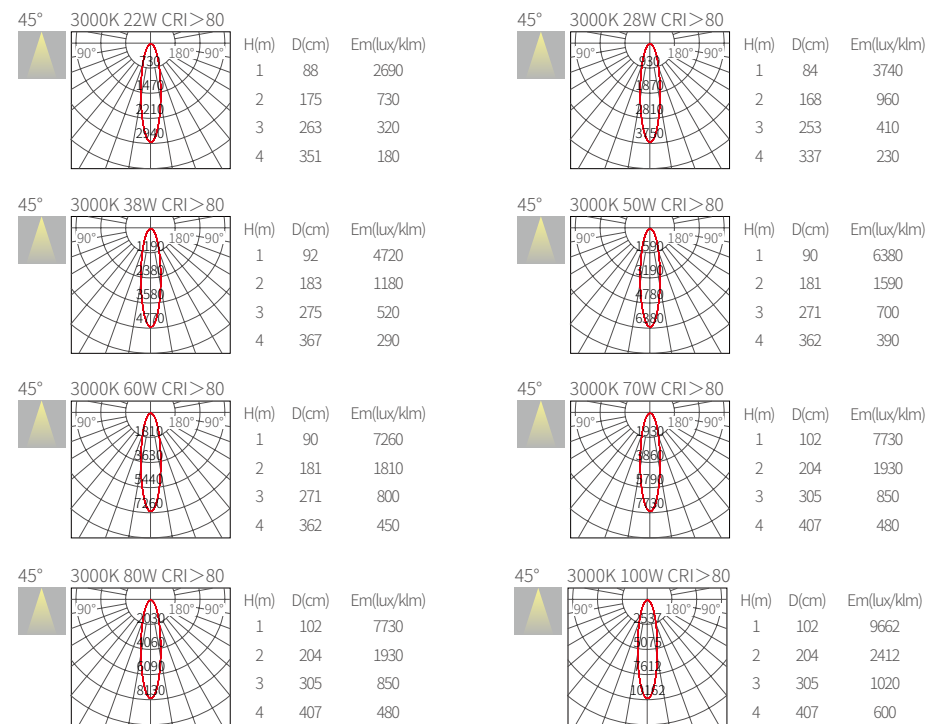 45° 3000K 22W CRI＞80
90° 180° 90°
730
1470
2210
2940
H(m) D(cm) Em(lux/klm)
1 88 2690
2 175 730
3 263 320
4 351 180
45° 3000K 28W CRI＞80
90° 180° 90°
930
1870
2810
3750
H(m) D(cm) Em(lux/klm)
1 84 3740
2 168 960
3 253 410
4 337 230
45° 3000K 38W CRI＞80
90° 180° 90°
1190
2380
3580
4770
H(m) D(cm) Em(lux/klm)
1 92 4720
2 183 1180
3 275 520
4 367 290
45° 3000K 50W CRI＞80
90° 180° 90°
1590
3190
4780
6380
H(m) D(cm) Em(lux/klm)
1 90 6380
2 181 1590
3 271 700
4 362 390
45° 3000K 60W CRI＞80
90° 180° 90°
1810
3630
5440
7260
H(m) D(cm) Em(lux/klm)
1 90 7260
2 181 1810
3 271 800
4 362 450
45° 3000K 70W CRI＞80
90° 180° 90°
1930
3860
5790
7730
H(m) D(cm) Em(lux/klm)
1 102 7730
2 204 1930
3 305 850
4 407 480
45° 3000K 80W CRI＞80
90° 180° 90°
2030
4060
6090
8130
H(m) D(cm) Em(lux/klm)
1 102 7730
2 204 1930
3 305 850
4 407 480
45° 3000K 100W CRI＞80
90° 180° 90°
2537
5075
7612
10162
H(m) D(cm) Em(lux/klm)
1 102 9662
2 204 2412
3 305 1020
4 407 600